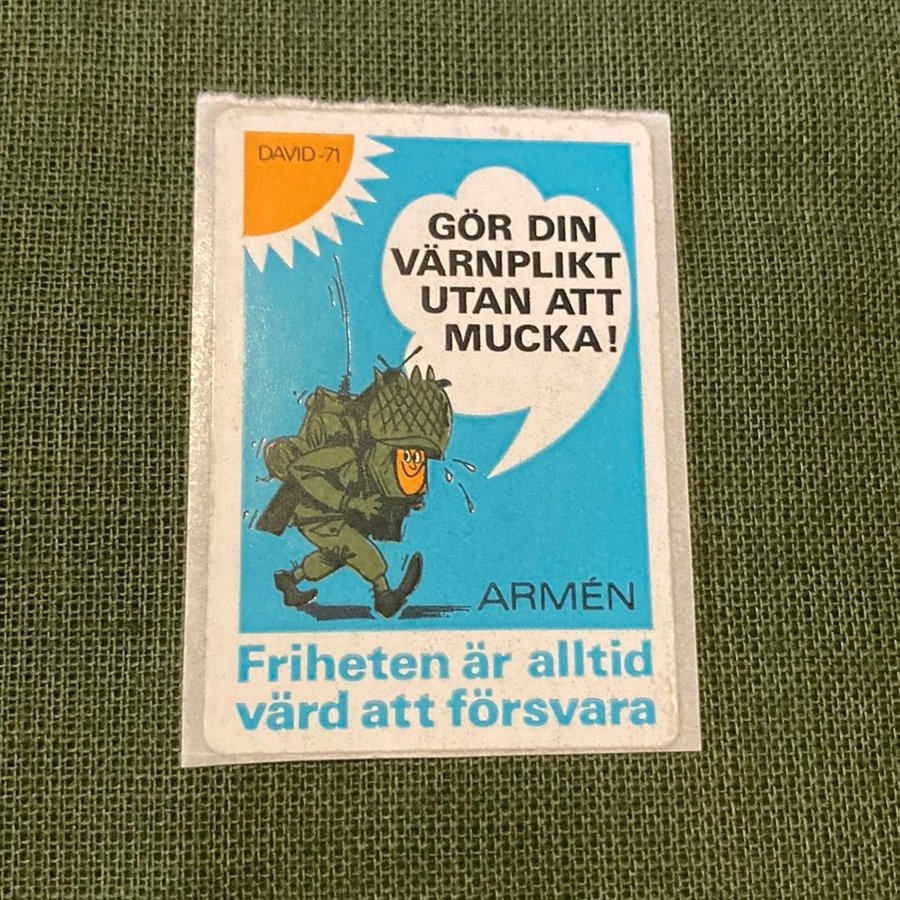 DAVID-71
GÖR DIN
VÄRNPLIKT
UTAN ATT
MUCKA!
ARMÉN
Friheten är alltid
värd att försvara